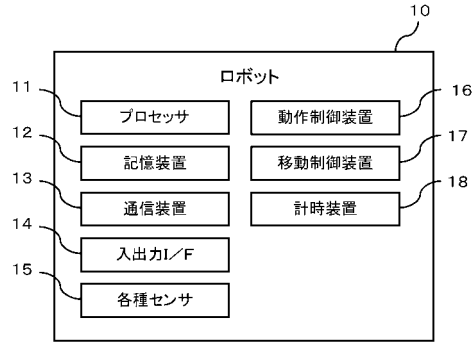 10
ロボット
11
プロセッサ
動作制御装置
16
12
記憶装置
移動制御装置
17
13
通信装置
計時装置
18
14
入出力I/F
15
各種センサ